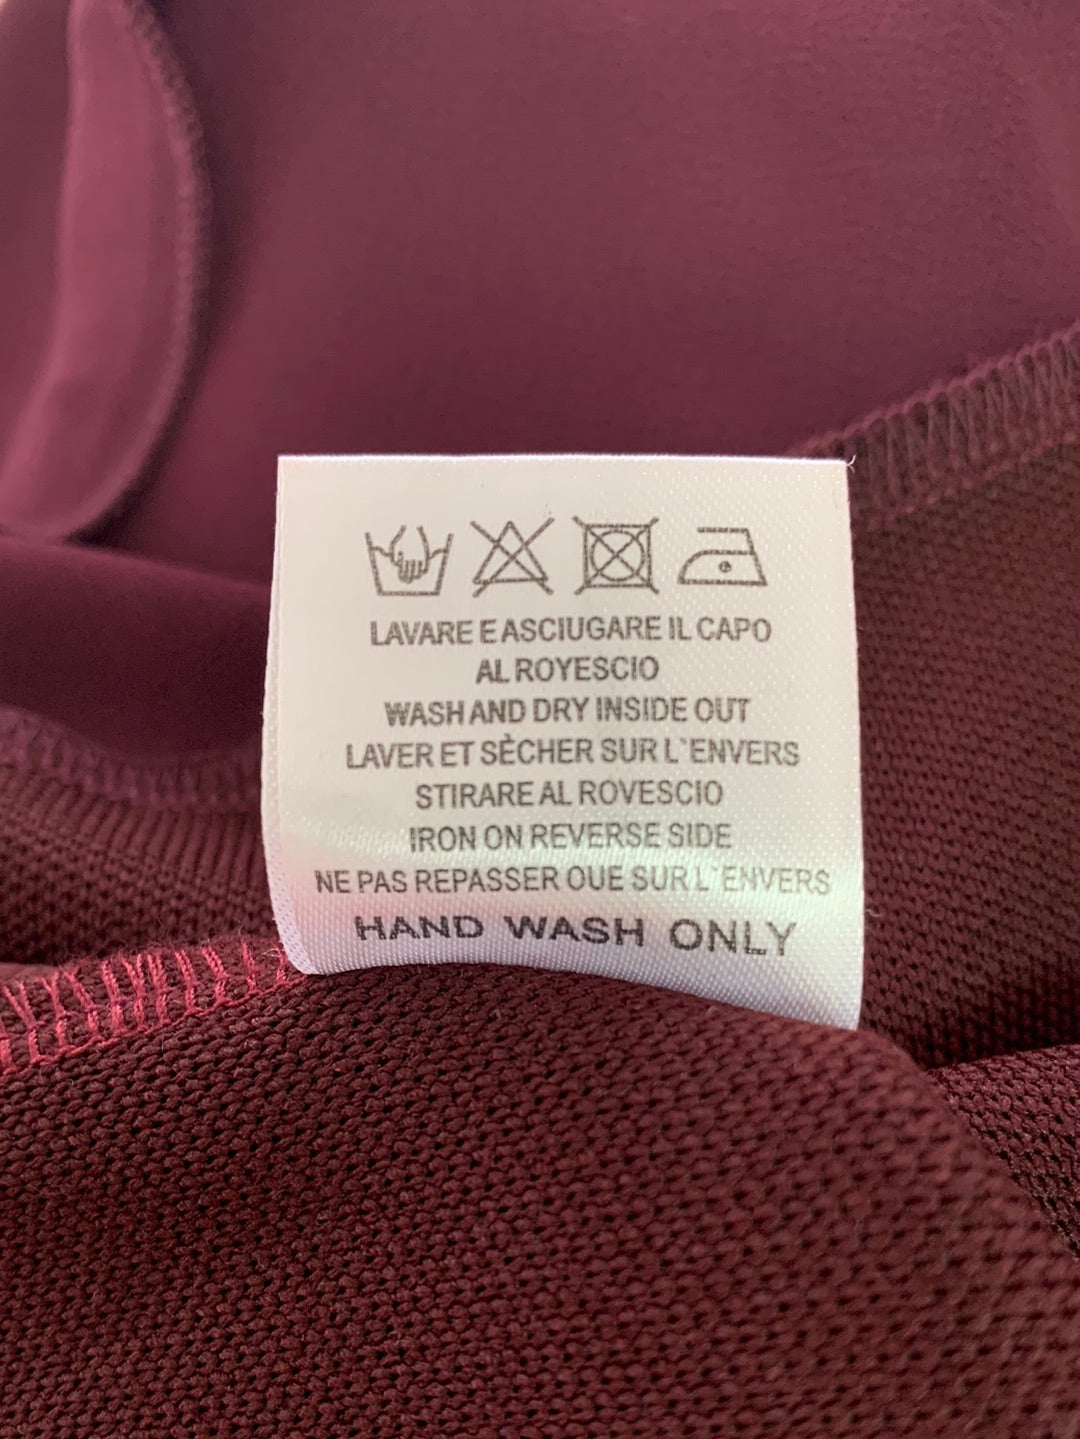 LAVARE E ASCIUGARE IL CAPO
AL ROYESCIO
WASH AND DRY INSIDE OUT
LAVER ET SÈCHER SUR L'ENVERS
STIRARE AL ROVESCIO
IRON ON REVERSE SIDE
NE PAS REPASSER OUE SUR L'ENVERS
HAND WASH ONLY